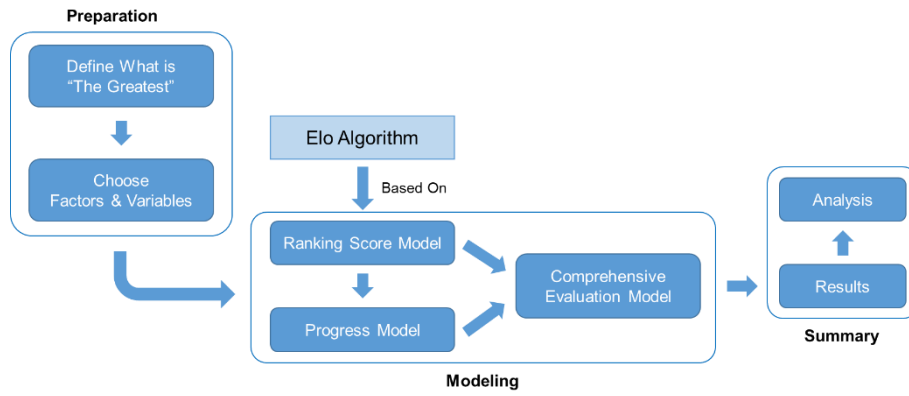 Preparation
Define What is
“The Greatest”
Choose
Factors & Variables
Elo Algorithm
Based On
Ranking Score Model
Progress Model
Comprehensive
Evaluation Model
Modeling
Analysis
Results
Summary